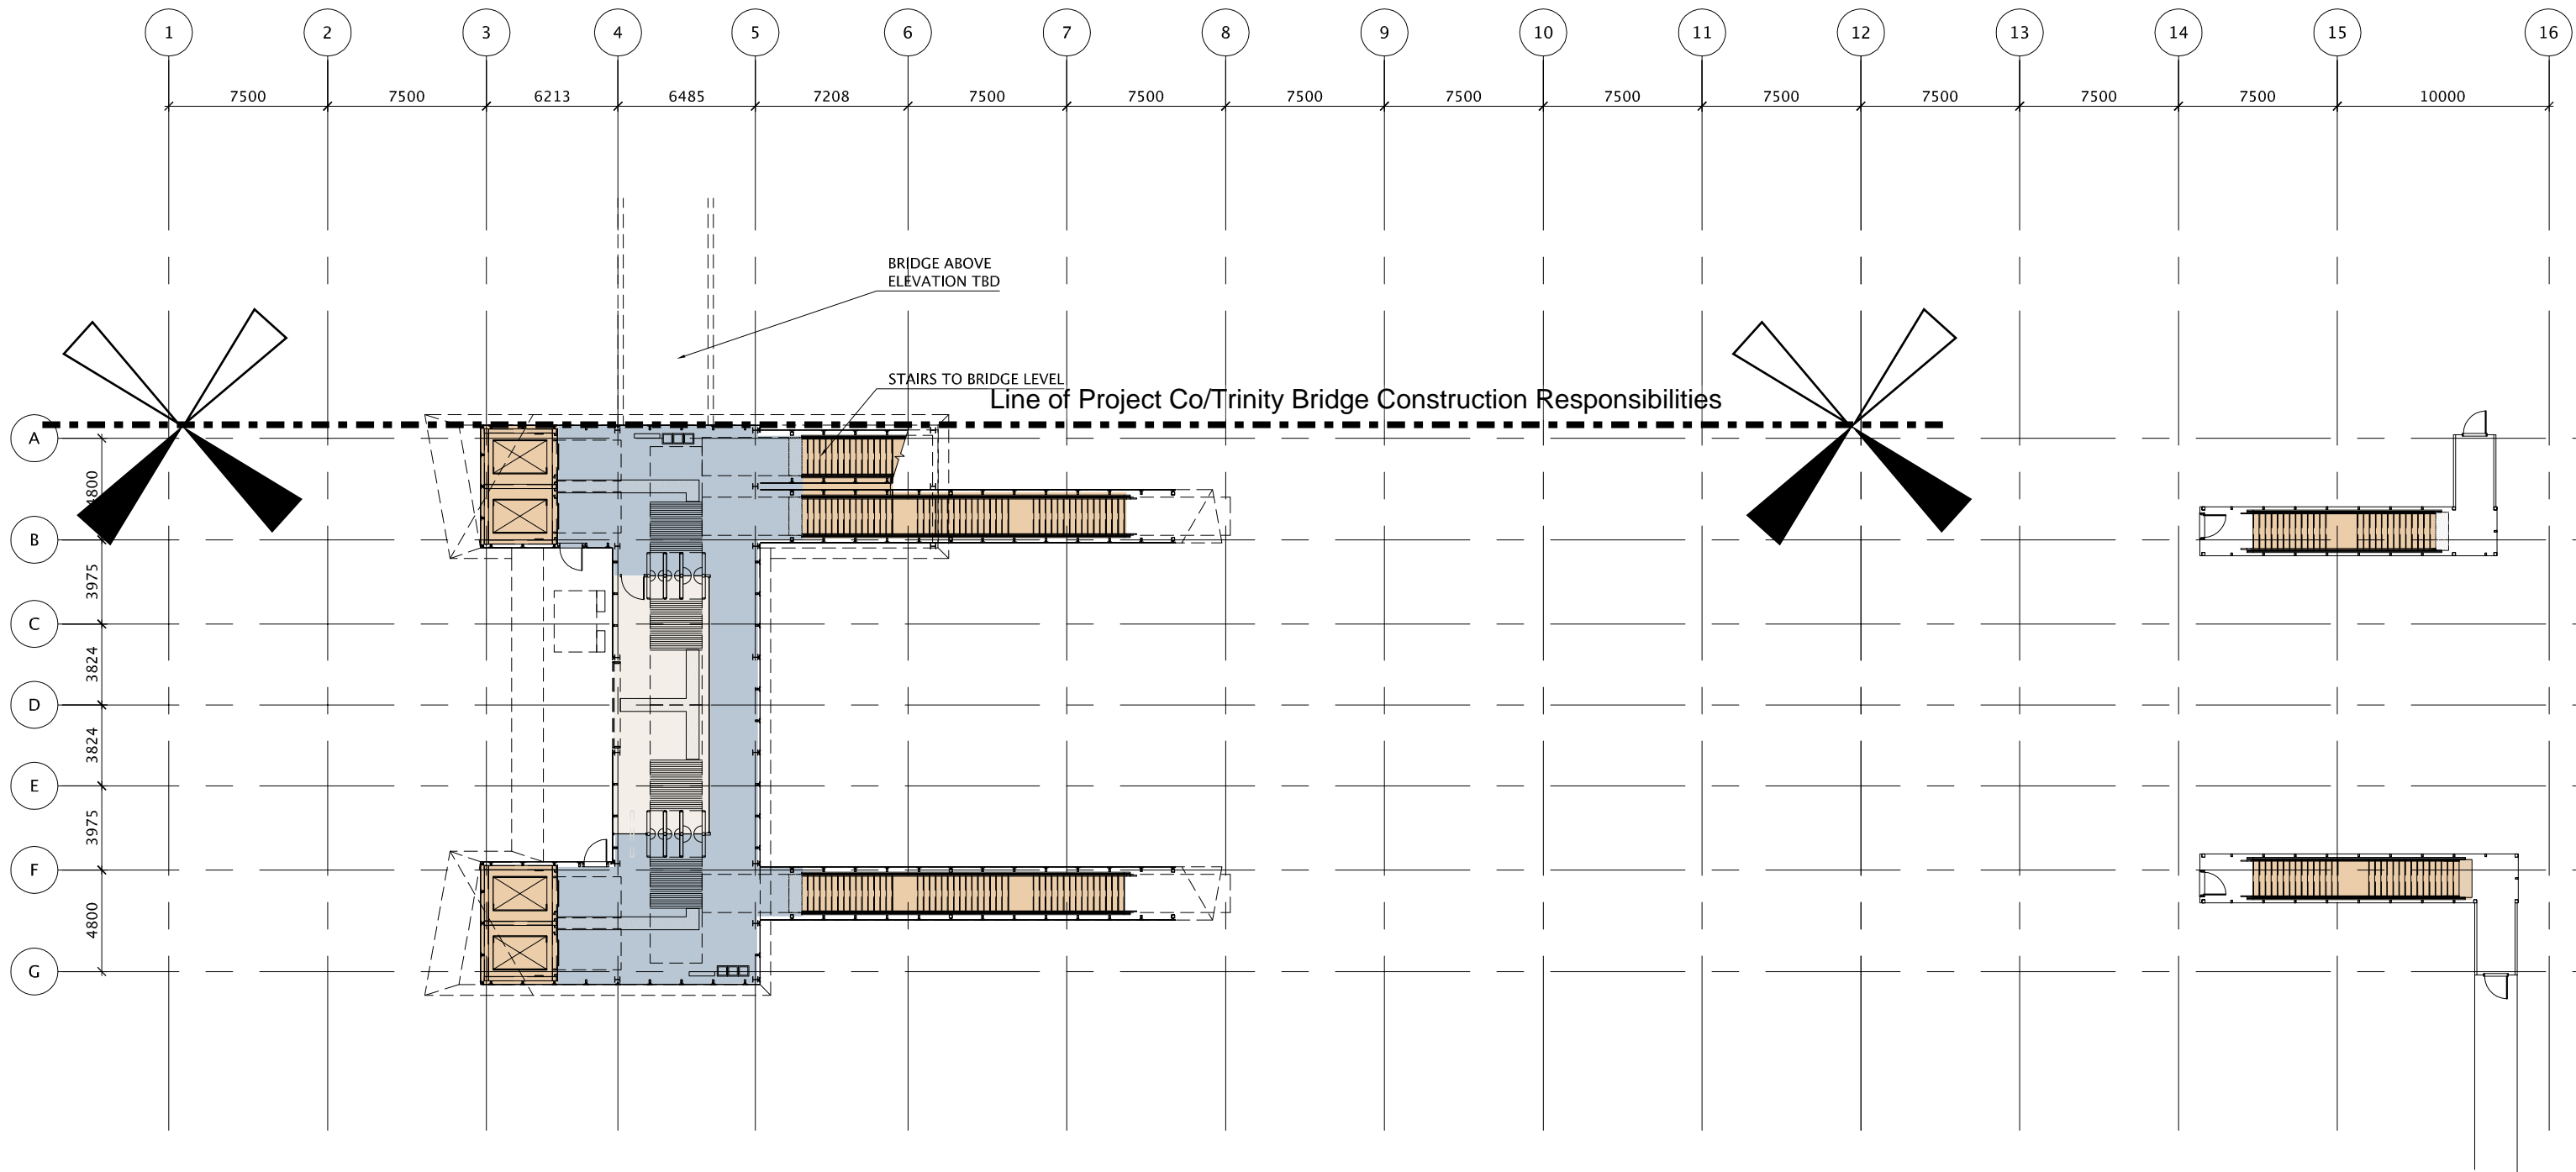 1 2 3 4 5 6 7 8 9 10 11 12 13 14 15 16
7500 7500 6213 6485 7208 7500 7500 7500 7500 7500 7500 7500 7500 7500 10000
BRIDGE ABOVE
ELEVATION TBD
STAIRS TO BRIDGE LEVEL
Line of Project Co/Trinity Bridge Construction Responsibilities
A
4800
B
3975
C
3824
D
3824
E
3975
F
4800
G